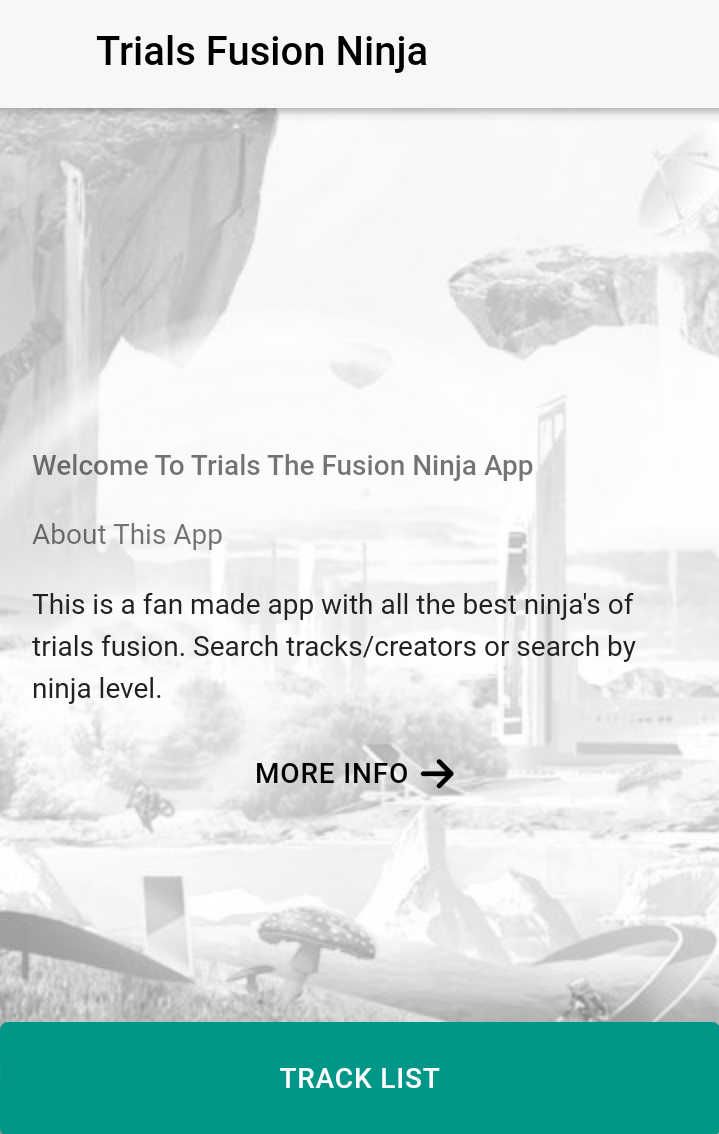 Trials Fusion Ninja
Welcome To Trials The Fusion Ninja App
About This App
This is a fan made app with all the best ninja's of
trials fusion. Search tracks/creators or search by
ninja level.
MORE INFO
TRACK LIST